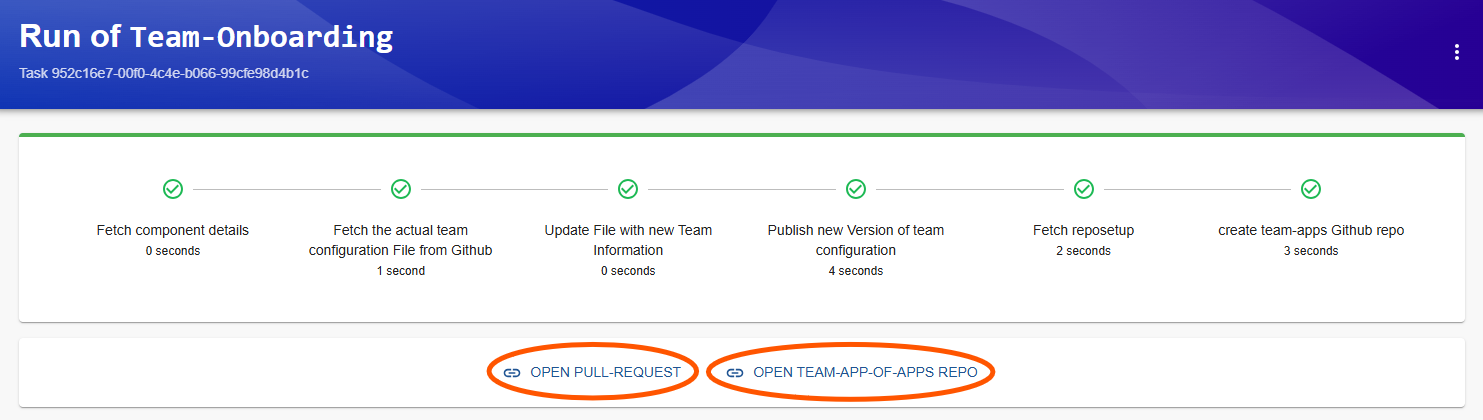 Run of Team-Onboarding
Task 952c16e7-00f0-4c4e-b066-99cfe98d4b1c
Fetch component details
0 seconds
Fetch the actual team
configuration File from Github
1 second
Update File with new Team
Information
0 seconds
Publish new Version of team
configuration
4 seconds
Fetch reposetup
2 seconds
create team-apps Github repo
3 seconds
OPEN PULL-REQUEST
OPEN TEAM-APP-OF-APPS REPO